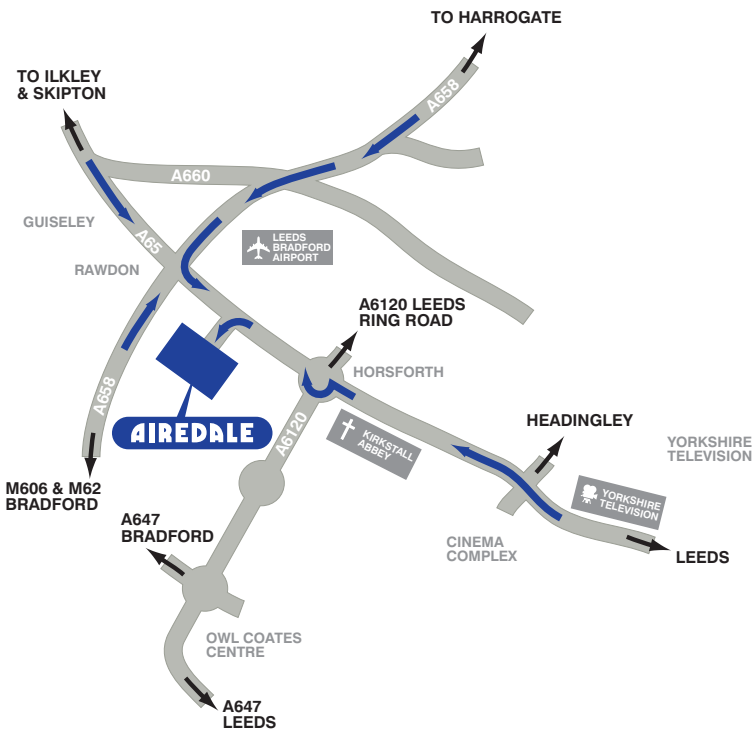 TO HARROGATE
TO ILKLEY
& SKIPTON
A658
A660
GUISELEY
A65
LEEDS
BRADFORD
AIRPORT
RAWDON
A6120 LEEDS
RING ROAD
HORSFORTH
A658
AIREDALE
A6120
KIRKSTALL
ABBEY
HEADINGLEY
YORKSHIRE
TELEVISION
M606 & M62
BRADFORD
YORKSHIRE
TELEVISION
A647
BRADFORD
CINEMA
COMPLEX
LEEDS
OWL COATES
CENTRE
A647
LEEDS